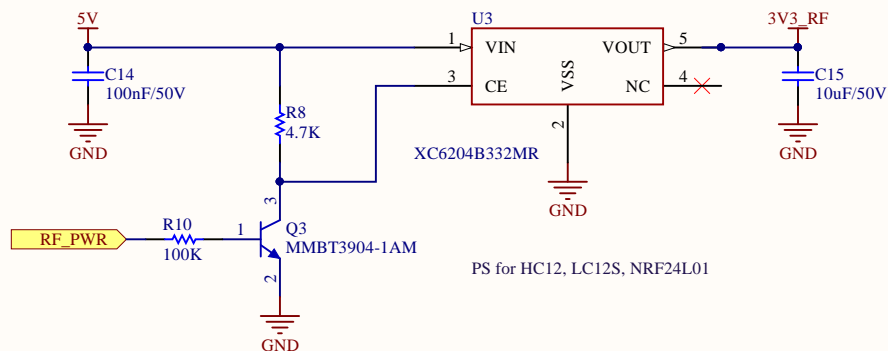 5V
U3
3V3_RF
1
VIN
VOUT
5
C14
100nF/50V
3
CE
VSS
NC
4
C15
10uF/50V
R8
4.7K
2
GND
XC6204B332MR
GND
3
GND
R10
1
Q3
RF_PWR
MMBT3904-1AM
100K
2
PS for HC12, LC12S, NRF24L01
GND